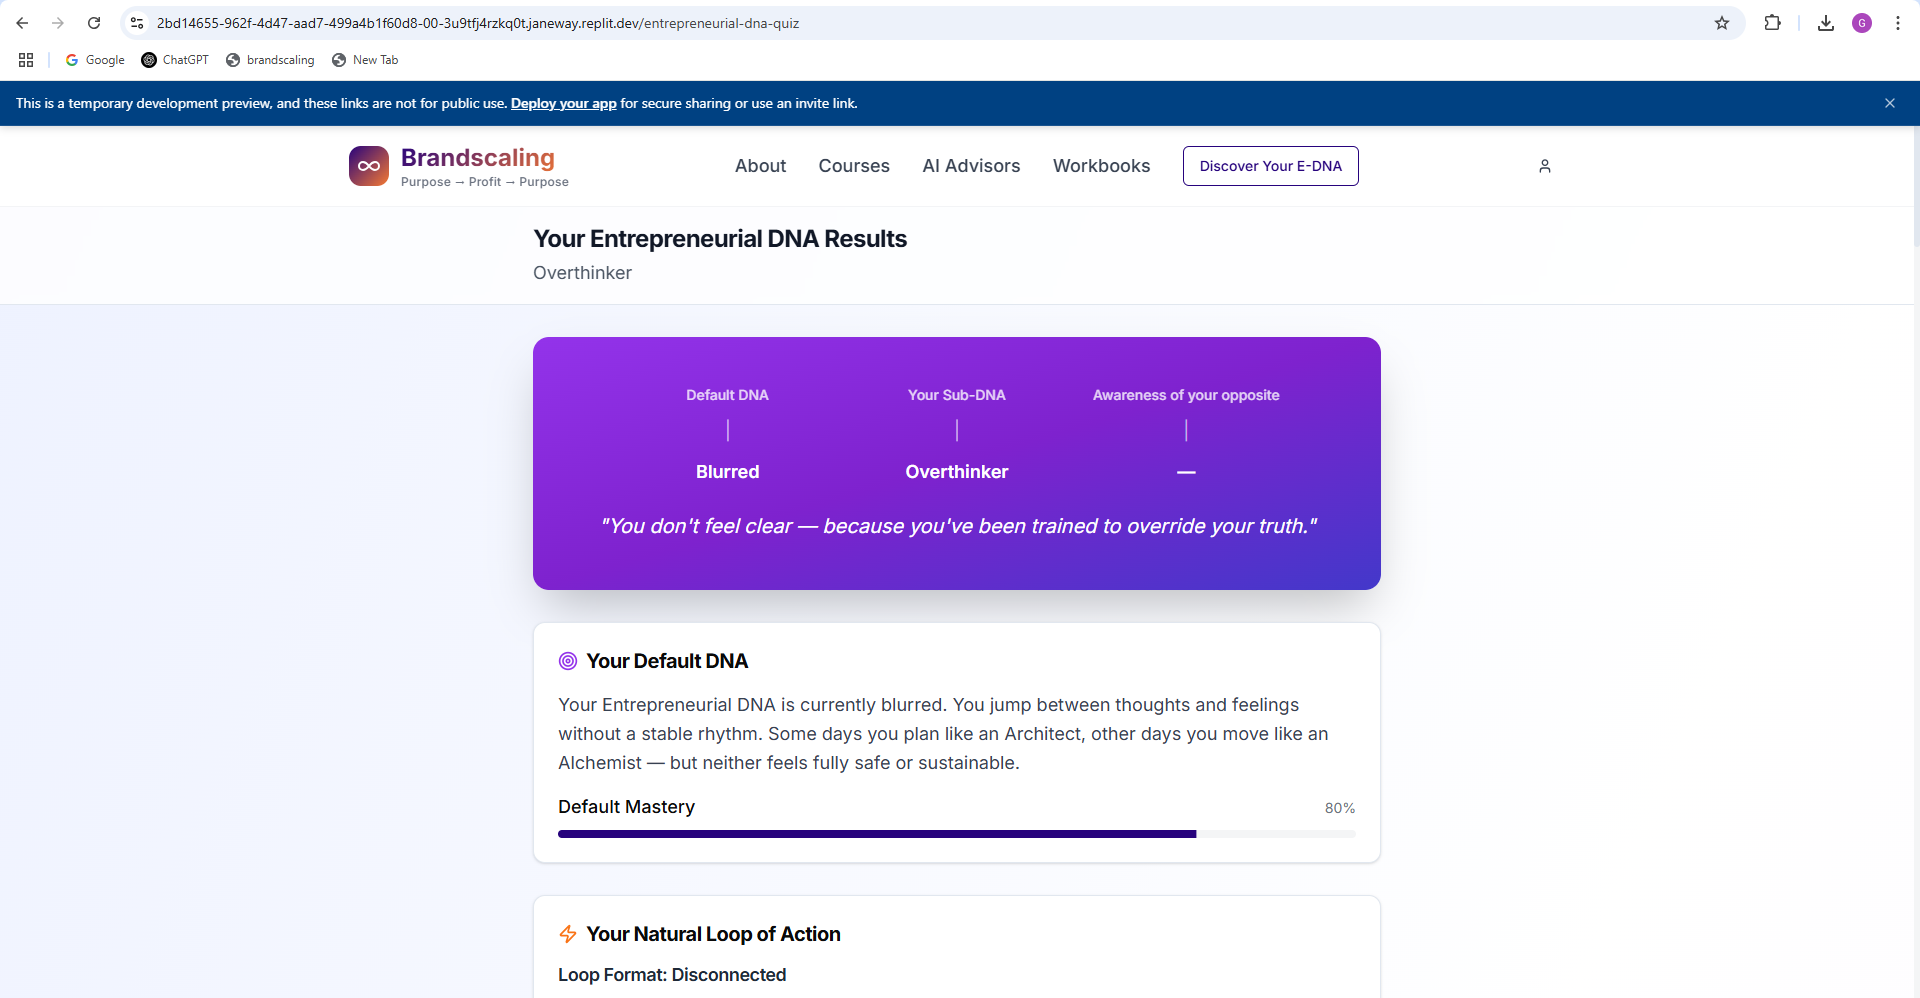 2bd14655-962f-4d47-aad7-499a4b1f60d8-00-3u9tfj4rzkq0t.janeway.replit.dev/entrepreneurial-dna-quiz
G
Google ChatGPT brandscaling New Tab
This is a temporary development preview, and these links are not for public use. Deploy your app for secure sharing or use an invite link.
Brandscaling
Purpose → Profit → Purpose
About Courses AI Advisors Workbooks Discover Your E-DNA
Your Entrepreneurial DNA Results
Overthinker
Default DNA Your Sub-DNA Awareness of your opposite
Blurred Overthinker —
"You don't feel clear — because you've been trained to override your truth."
Your Default DNA
Your Entrepreneurial DNA is currently blurred. You jump between thoughts and feelings
without a stable rhythm. Some days you plan like an Architect, other days you move like an
Alchemist — but neither feels fully safe or sustainable.
Default Mastery 80%
Your Natural Loop of Action
Loop Format: Disconnected